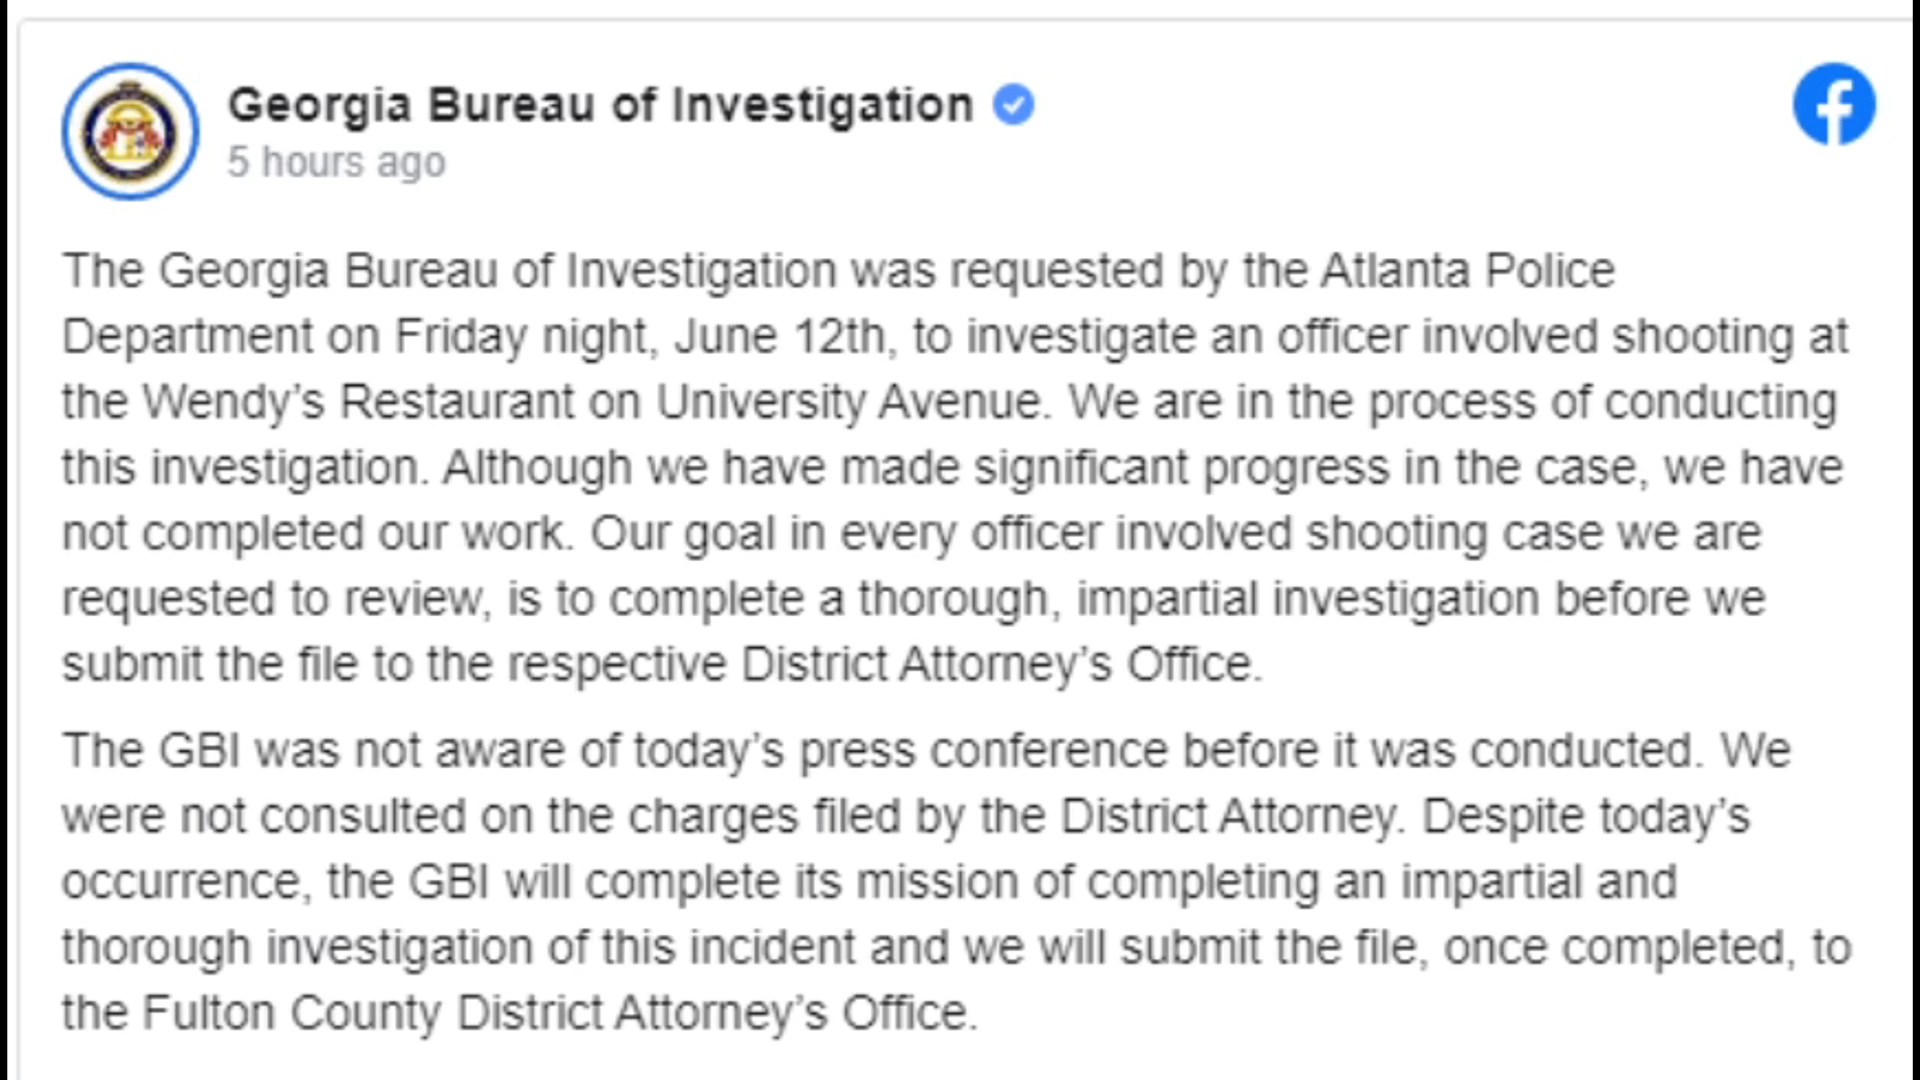 Georgia Bureau of Investigation
5 hours ago
The Georgia Bureau of Investigation was requested by the Atlanta Police
Department on Friday night, June 12th, to investigate an officer involved shooting at
the Wendy’s Restaurant on University Avenue. We are in the process of conducting
this investigation. Although we have made significant progress in the case, we have
not completed our work. Our goal in every officer involved shooting case we are
requested to review, is to complete a thorough, impartial investigation before we
submit the file to the respective District Attorney’s Office.
The GBI was not aware of today’s press conference before it was conducted. We
were not consulted on the charges filed by the District Attorney. Despite today’s
occurrence, the GBI will complete its mission of completing an impartial and
thorough investigation of this incident and we will submit the file, once completed, to
the Fulton County District Attorney’s Office.